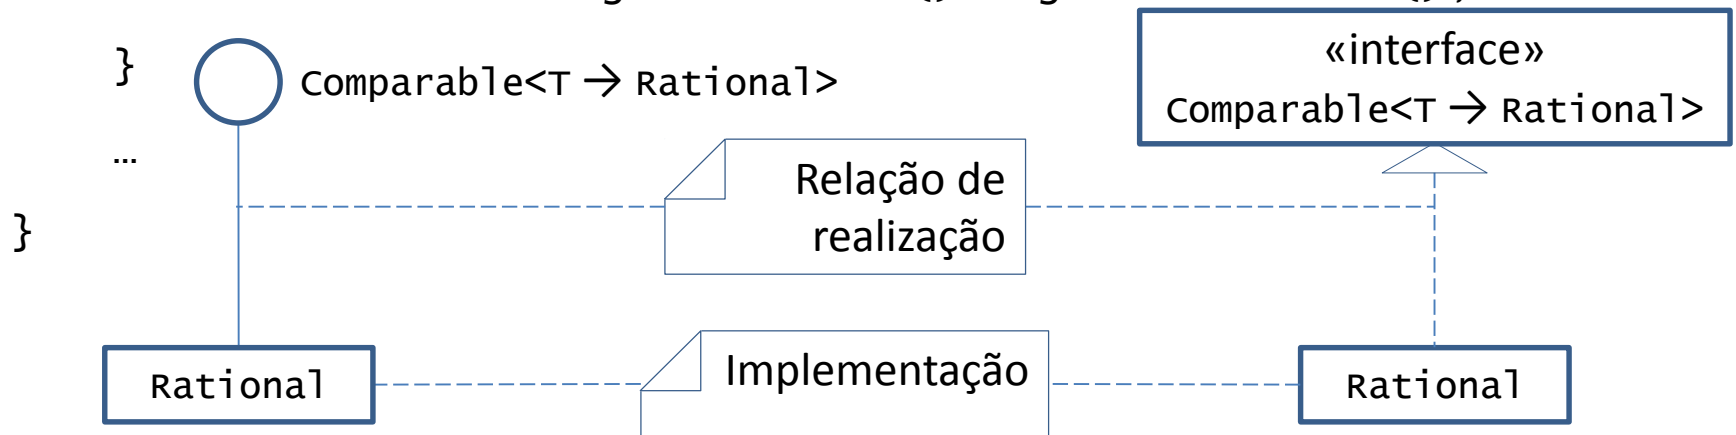 }
Comparable<T → Rational>
«interface»
Comparable<T → Rational>
…
Relação de
realização
}
Rational
Implementação
Rational